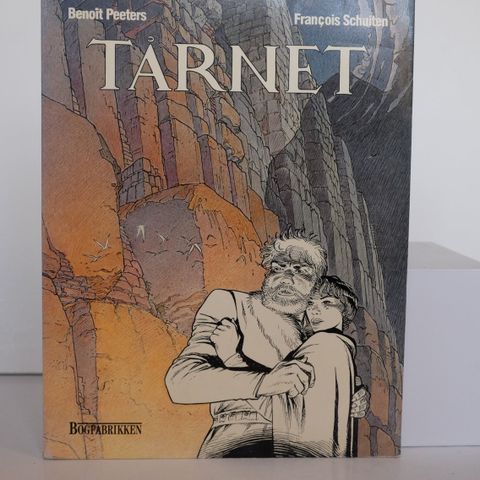 Benoît Peeters François Schuiten
TÅRNET
BOGFABRIKKEN